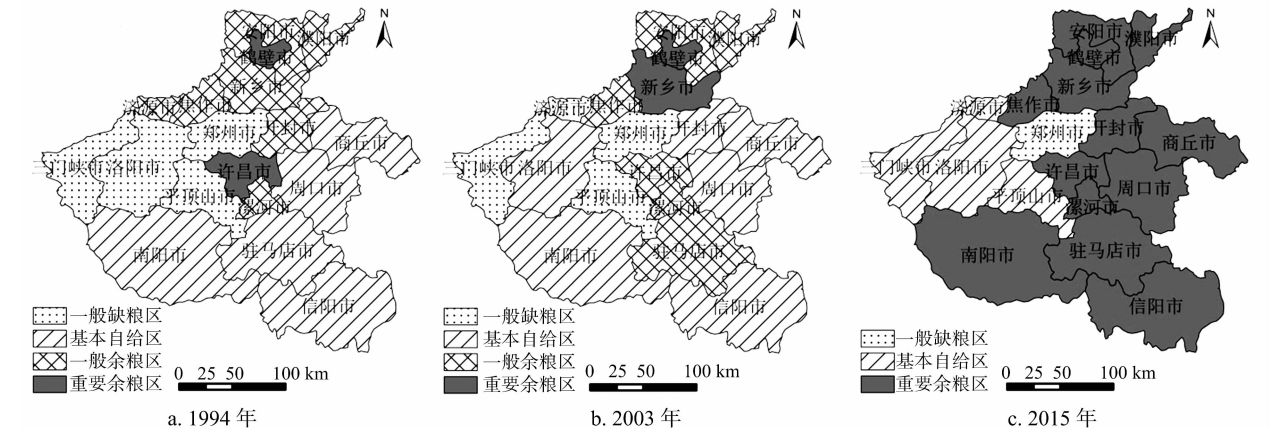 N
安阳市
濮阳市
鹤壁市
新乡市
济源市
焦作市
郑州市
开封市
商丘市
三门峡市
洛阳市
许昌市
平顶山市
周口市
漯河市
南阳市
驻马店市
信阳市
一般缺粮区
基本自给区
一般余粮区
重要余粮区
0 25 50 100 km
a. 1994 年
N
安阳市
濮阳市
鹤壁市
新乡市
济源市
焦作市
郑州市
开封市
商丘市
三门峡市
洛阳市
许昌市
平顶山市
周口市
漯河市
南阳市
驻马店市
信阳市
一般缺粮区
基本自给区
一般余粮区
重要余粮区
0 25 50 100 km
b. 2003 年
N
安阳市
濮阳市
鹤壁市
新乡市
济源市
焦作市
郑州市
开封市
商丘市
三门峡市
洛阳市
许昌市
平顶山市
周口市
漯河市
南阳市
驻马店市
信阳市
一般缺粮区
基本自给区
重要余粮区
0 25 50 100 km
c. 2015 年